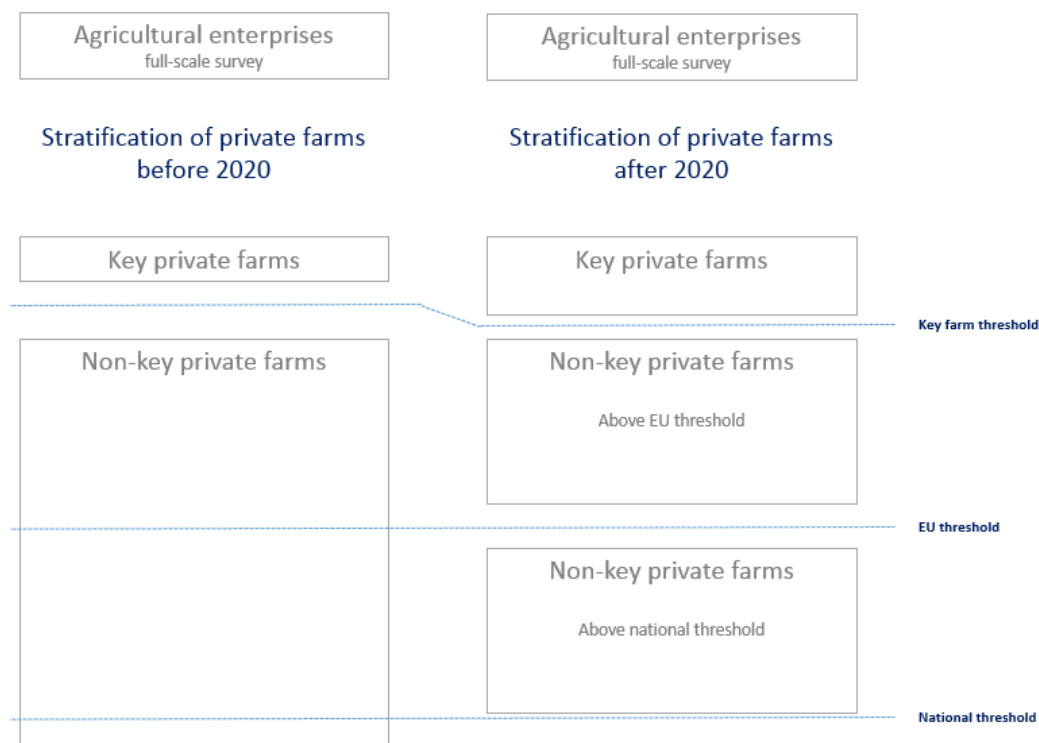 Agricultural enterprises
full-scale survey
Agricultural enterprises
full-scale survey
Stratification of private farms
before 2020
Stratification of private farms
after 2020
Key private farms
Key private farms
Key farm threshold
Non-key private farms
Non-key private farms
Above EU threshold
EU threshold
Non-key private farms
Above national threshold
National threshold